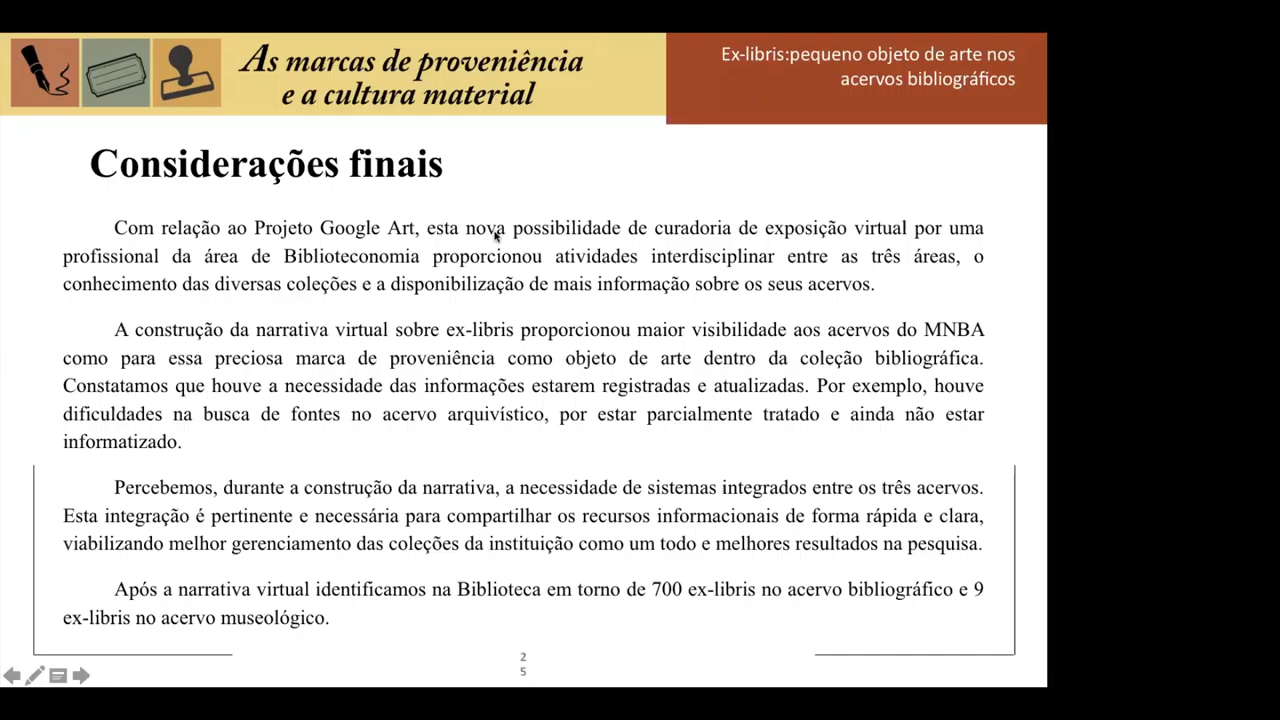 As marcas de proveniência
e a cultura material
Ex-libris:pequeno objeto de arte nos
acervos bibliográficos
Considerações finais
Com relação ao Projeto Google Art, esta nova possibilidade de curadoria de exposição virtual por uma
profissional da área de Biblioteconomia proporcionou atividades interdisciplinar entre as três áreas, o
conhecimento das diversas coleções e a disponibilização de mais informação sobre os seus acervos.
A construção da narrativa virtual sobre ex-libris proporcionou maior visibilidade aos acervos do MNBA
como para essa preciosa marca de proveniência como objeto de arte dentro da coleção bibliográfica.
Constatamos que houve a necessidade das informações estarem registradas e atualizadas. Por exemplo, houve
dificuldades na busca de fontes no acervo arquivístico, por estar parcialmente tratado e ainda não estar
informatizado.
Percebemos, durante a construção da narrativa, a necessidade de sistemas integrados entre os três acervos.
Esta integração é pertinente e necessária para compartilhar os recursos informacionais de forma rápida e clara,
viabilizando melhor gerenciamento das coleções da instituição como um todo e melhores resultados na pesquisa.
Após a narrativa virtual identificamos na Biblioteca em torno de 700 ex-libris no acervo bibliográfico e 9
ex-libris no acervo museológico.
2
5